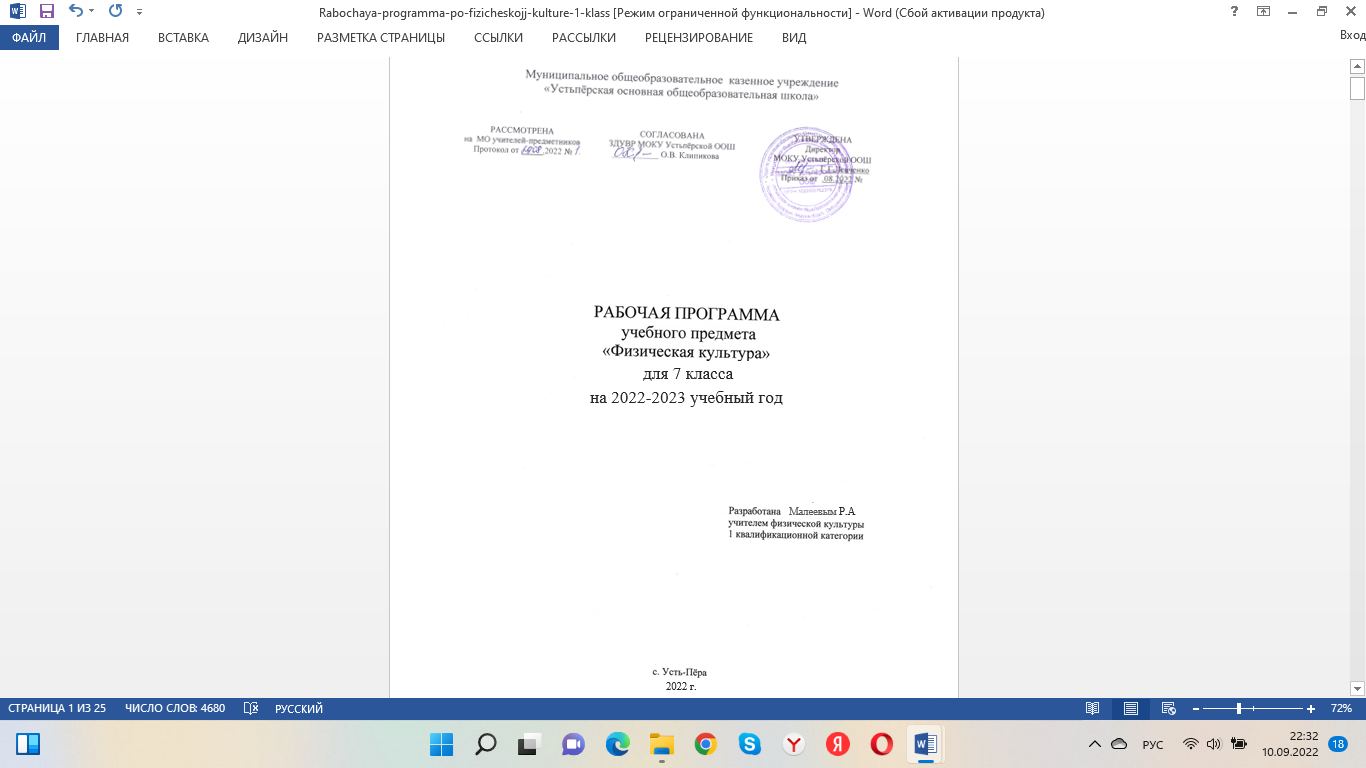 Rabochaya-programma-po-fizicheskojj-kulture-1-klass [Режим ограниченной функциональности] - Word (Сбой активации продукта)
ФАЙЛ ГЛАВНАЯ ВСТАВКА ДИЗАЙН РАЗМЕТКА СТРАНИЦЫ ССЫЛКИ РАССЫЛКИ РЕЦЕНЗИРОВАНИЕ ВИД Вход
Муниципальное общеобразовательное казенное учреждение
«Устьпёрская основная общеобразовательная школа»
РАССМОТРЕНА
на МО учителей-предметников
Протокол от .2022 № 1.
СОГЛАСОВАНА
ЗДУВР МОКУ Устьпёрской ООШ
О.В. Клипикова
УТВЕРЖДЕНА
Директор
МОКУ Устьпёрской ООШ
Приказ от .08.2022 №
РАБОЧАЯ ПРОГРАММА
учебного предмета
«Физическая культура»
для 7 класса
на 2022-2023 учебный год
Разработана Малеевым Р.А
учителем физической культуры
1 квалификационной категории
с. Усть-Пёра
2022 г.
СТРАНИЦА 1 ИЗ 25 ЧИСЛО СЛОВ: 4680 РУССКИЙ 72%
РУС 22:32
10.09.2022 18